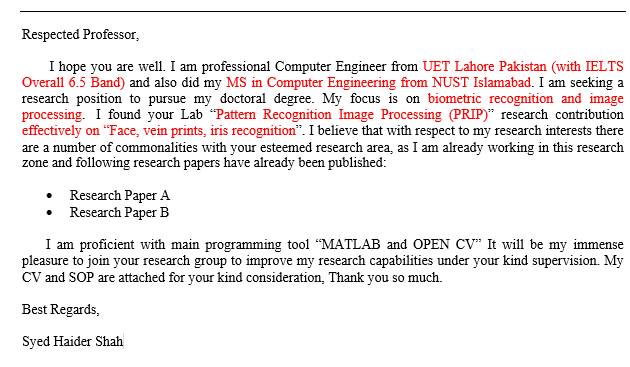 Respected Professor,
I hope you are well. I am professional Computer Engineer from UET Lahore Pakistan (with IELTS
Overall 6.5 Band) and also did my MS in Computer Engineering from NUST Islamabad. I am seeking a
research position to pursue my doctoral degree. My focus is on biometric recognition and image
processing. I found your Lab “Pattern Recognition Image Processing (PRIP)” research contribution
effectively on “Face, vein prints, iris recognition”. I believe that with respect to my research interests there
are a number of commonalities with your esteemed research area, as I am already working in this research
zone and following research papers have already been published:
• Research Paper A
• Research Paper B
I am proficient with main programming tool “MATLAB and OPEN CV” It will be my immense
pleasure to join your research group to improve my research capabilities under your kind supervision. My
CV and SOP are attached for your kind consideration, Thank you so much.
Best Regards,
Syed Haider Shah